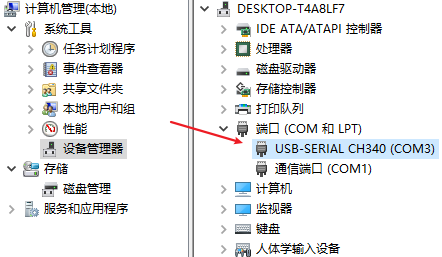 计算机管理(本地)
系统工具
任务计划程序
事件查看器
共享文件夹
本地用户和组
性能
设备管理器
存储
磁盘管理
服务和应用程序
DESKTOP-T4A8LF7
IDE ATA/ATAPI 控制器
处理器
磁盘驱动器
存储控制器
打印队列
端口 (COM 和 LPT)
USB-SERIAL CH340 (COM3)
通信端口 (COM1)
计算机
监视器
键盘
人体学输入设备